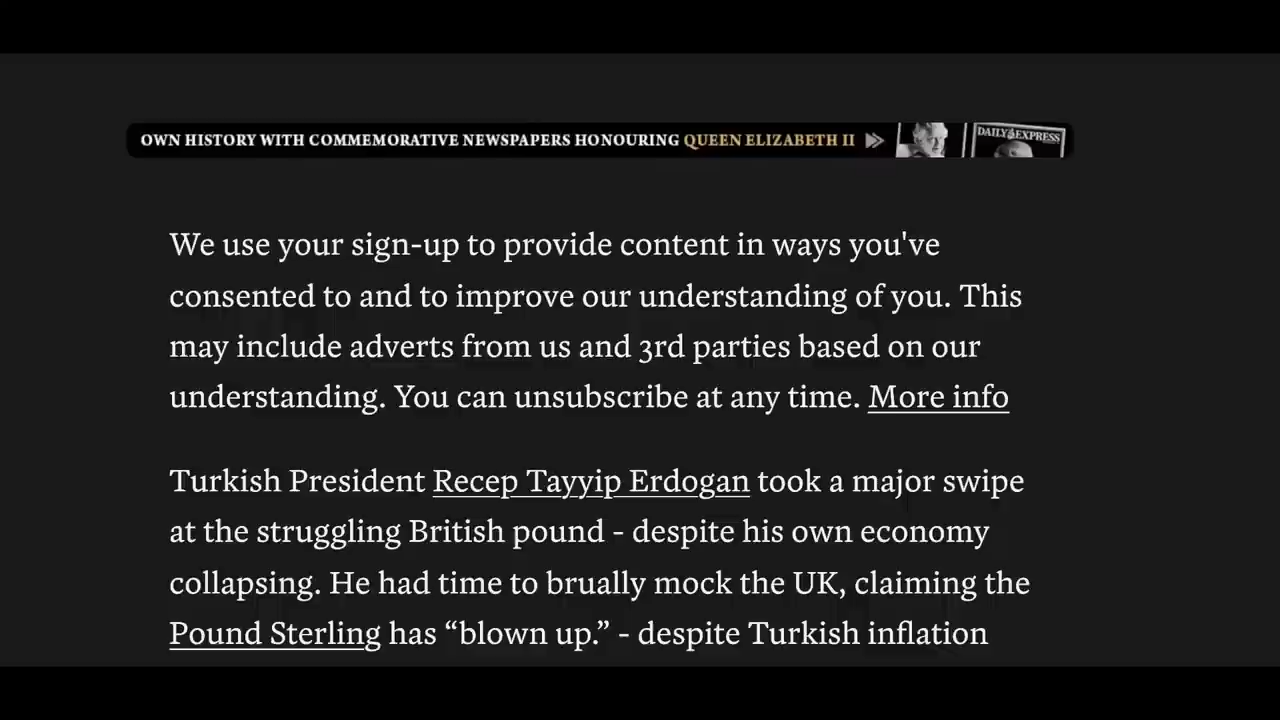 OWN HISTORY WITH COMMEMORATIVE NEWSPAPERS HONOURING QUEEN ELIZABETH II
DAILY EXPRESS
We use your sign-up to provide content in ways you've
consented to and to improve our understanding of you. This
may include adverts from us and 3rd parties based on our
understanding. You can unsubscribe at any time. More info
Turkish President Recep Tayyip Erdogan took a major swipe
at the struggling British pound - despite his own economy
collapsing. He had time to brually mock the UK, claiming the
Pound Sterling has “blown up.” - despite Turkish inflation